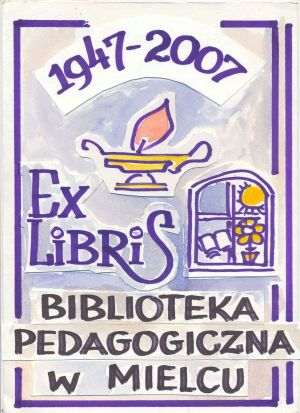 1947-2007
Ex
LibriS
BIBLIOTEKA
PEDAGOGICZNA
W MIELCU